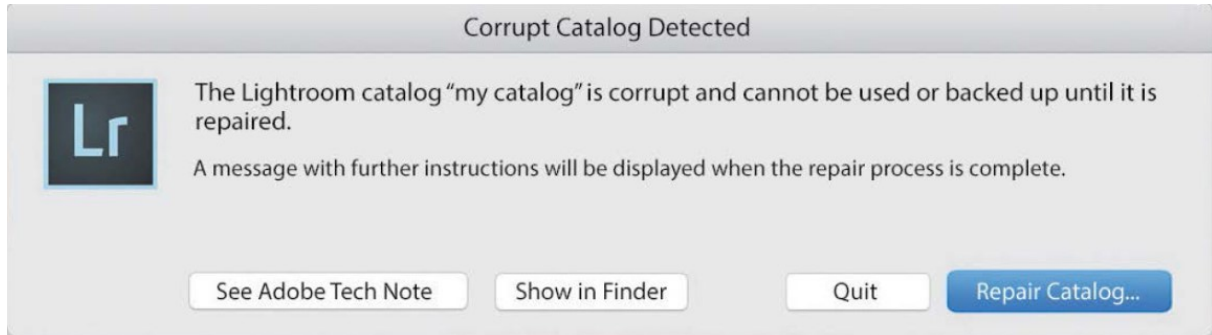 Corrupt Catalog Detected
Lr
The Lightroom catalog “my catalog” is corrupt and cannot be used or backed up until it is
repaired.
A message with further instructions will be displayed when the repair process is complete.
See Adobe Tech Note
Show in Finder
Quit
Repair Catalog...